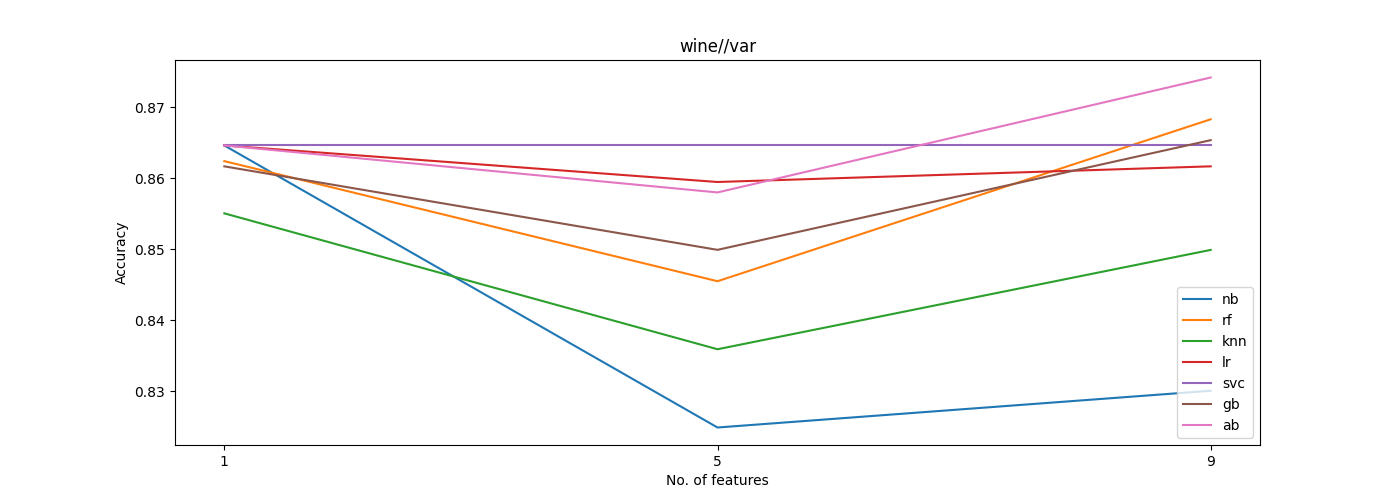 wine//var
Accuracy
0.87
0.86
0.85
0.84
0.83
1
5
9
No. of features
nb
rf
knn
lr
svc
gb
ab